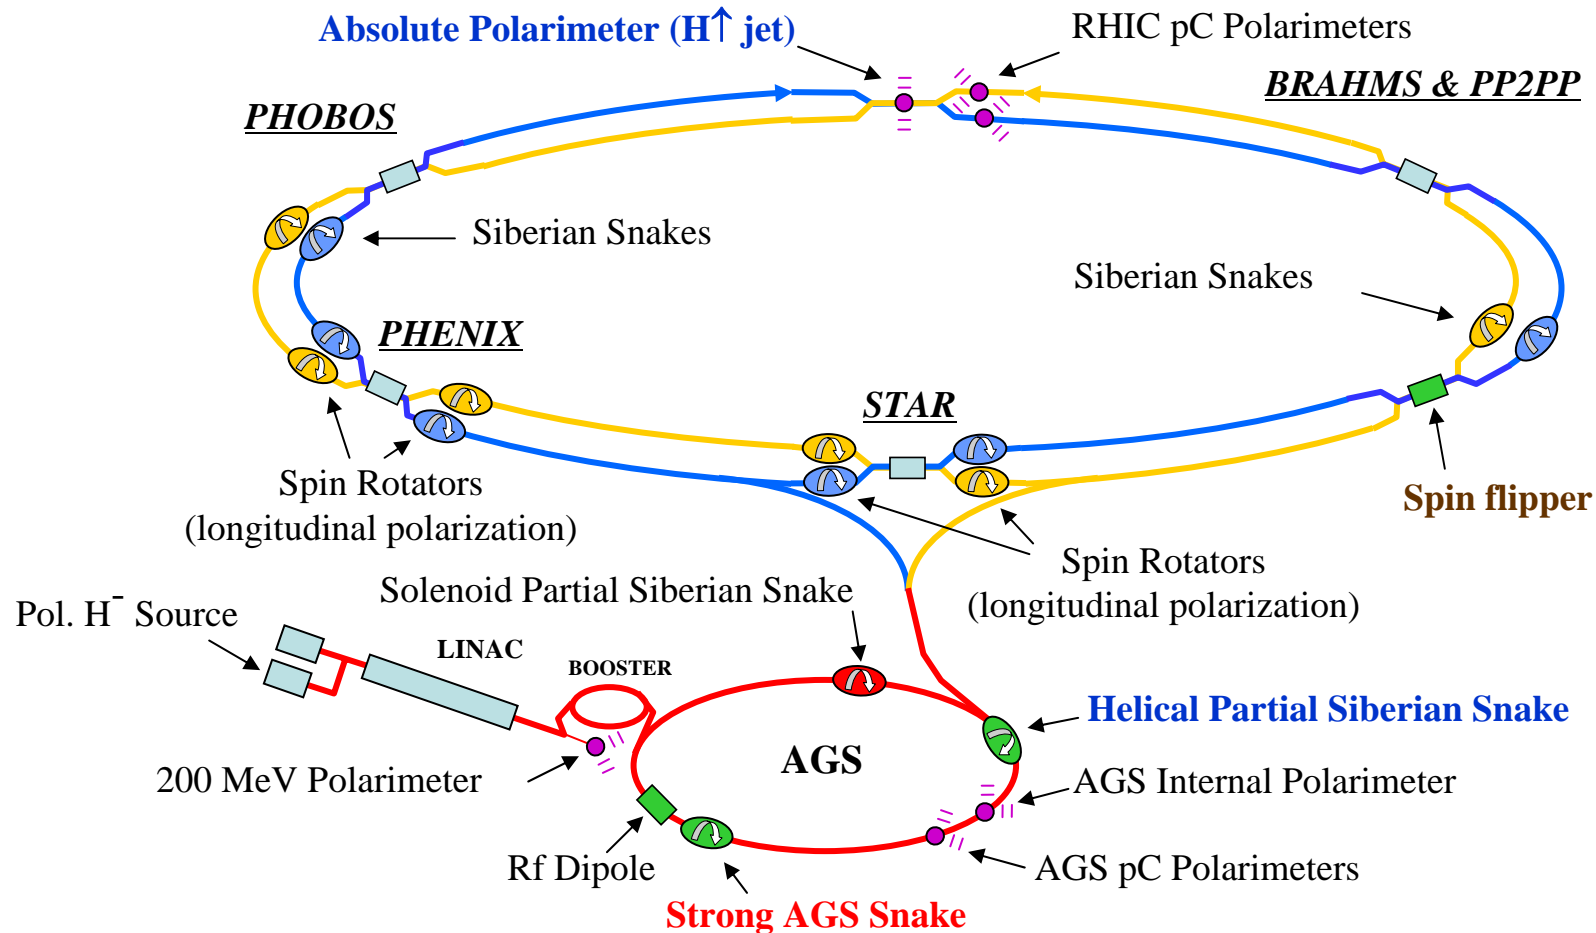 Absolute Polarimeter (H↑ jet)
RHIC pC Polarimeters
BRAHMS & PP2PP
PHOBOS
Siberian Snakes
Siberian Snakes
PHENIX
STAR
Spin Rotators
(longitudinal polarization)
Spin flipper
Spin Rotators
(longitudinal polarization)
Solenoid Partial Siberian Snake
Pol. H⁻ Source
LINAC
BOOSTER
Helical Partial Siberian Snake
AGS
200 MeV Polarimeter
AGS Internal Polarimeter
Rf Dipole
AGS pC Polarimeters
Strong AGS Snake